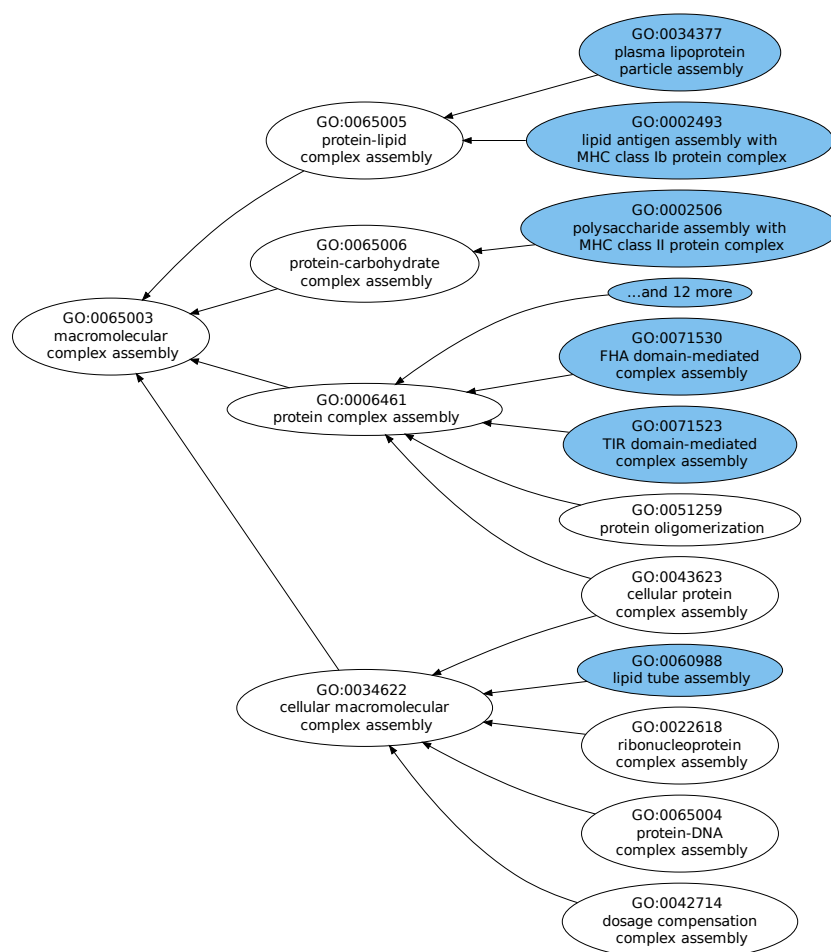 GO:0034377
plasma lipoprotein
particle assembly
GO:0065005
protein-lipid
complex assembly
GO:0002493
lipid antigen assembly with
MHC class Ib protein complex
GO:0002506
polysaccharide assembly with
MHC class II protein complex
GO:0065006
protein-carbohydrate
complex assembly
...and 12 more
GO:0065003
macromolecular
complex assembly
GO:0071530
FHA domain-mediated
complex assembly
GO:0006461
protein complex assembly
GO:0071523
TIR domain-mediated
complex assembly
GO:0051259
protein oligomerization
GO:0043623
cellular protein
complex assembly
GO:0060988
lipid tube assembly
GO:0034622
cellular macromolecular
complex assembly
GO:0022618
ribonucleoprotein
complex assembly
GO:0065004
protein-DNA
complex assembly
GO:0042714
dosage compensation
complex assembly